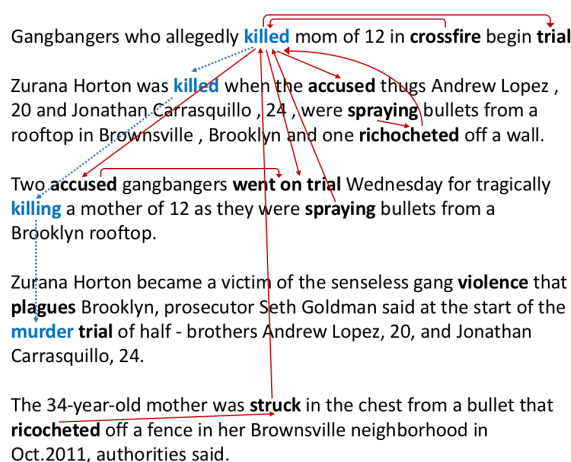 Gangbangers who allegedly killed mom of 12 in crossfire begin trial
Zurana Horton was killed when the accused thugs Andrew Lopez ,
20 and Jonathan Carrasquillo , 24 , were spraying bullets from a
rooftop in Brownsville , Brooklyn and one richocheted off a wall.
Two accused gangbangers went on trial Wednesday for tragically
killing a mother of 12 as they were spraying bullets from a
Brooklyn rooftop.
Zurana Horton became a victim of the senseless gang violence that
plagues Brooklyn, prosecutor Seth Goldman said at the start of the
murder trial of half - brothers Andrew Lopez, 20, and Jonathan
Carrasquillo, 24.
The 34-year-old mother was struck in the chest from a bullet that
ricocheted off a fence in her Brownsville neighborhood in
Oct.2011, authorities said.